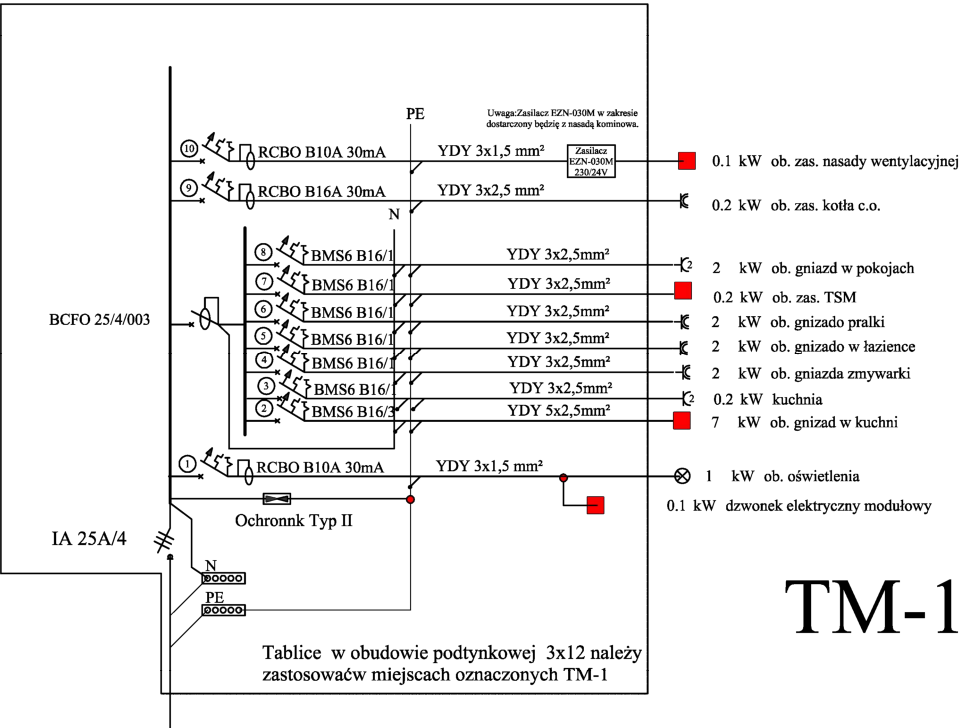 PE
Uwaga:Zasilacz EZN-030M w zakresie
dostarczony będzię z nasadą kominowa.
10 RCBO B10A 30mA YDY 3x1,5 mm² Zasilacz EZN-030M 230/24V 0.1 kW ob. zas. nasady wentylacyjnej
9 RCBO B16A 30mA YDY 3x2,5 mm² 0.2 kW ob. zas. kotła c.o.
N
8 BMS6 B16/1 YDY 3x2,5mm² 2 2 kW ob. gniazd w pokojach
7 BMS6 B16/1 YDY 3x2,5mm² 0.2 kW ob. zas. TSM
BCFO 25/4/003
6 BMS6 B16/1 YDY 3x2,5mm² 2 kW ob. gnizado pralki
5 BMS6 B16/1 YDY 3x2,5mm² 2 kW ob. gnizado w łazience
4 BMS6 B16/1 YDY 3x2,5mm² 2 kW ob. gniazda zmywarki
3 BMS6 B16/1 YDY 3x2,5mm² 2 0.2 kW kuchnia
2 BMS6 B16/3 YDY 5x2,5mm² 7 kW ob. gnizad w kuchni
1 RCBO B10A 30mA YDY 3x1,5 mm² 1 kW ob. oświetlenia
0.1 kW dzwonek elektryczny modułowy
Ochronnk Typ II
IA 25A/4
N
PE
TM-1
Tablice w obudowie podtynkowej 3x12 należy
zastosowaćw miejscach oznaczonych TM-1